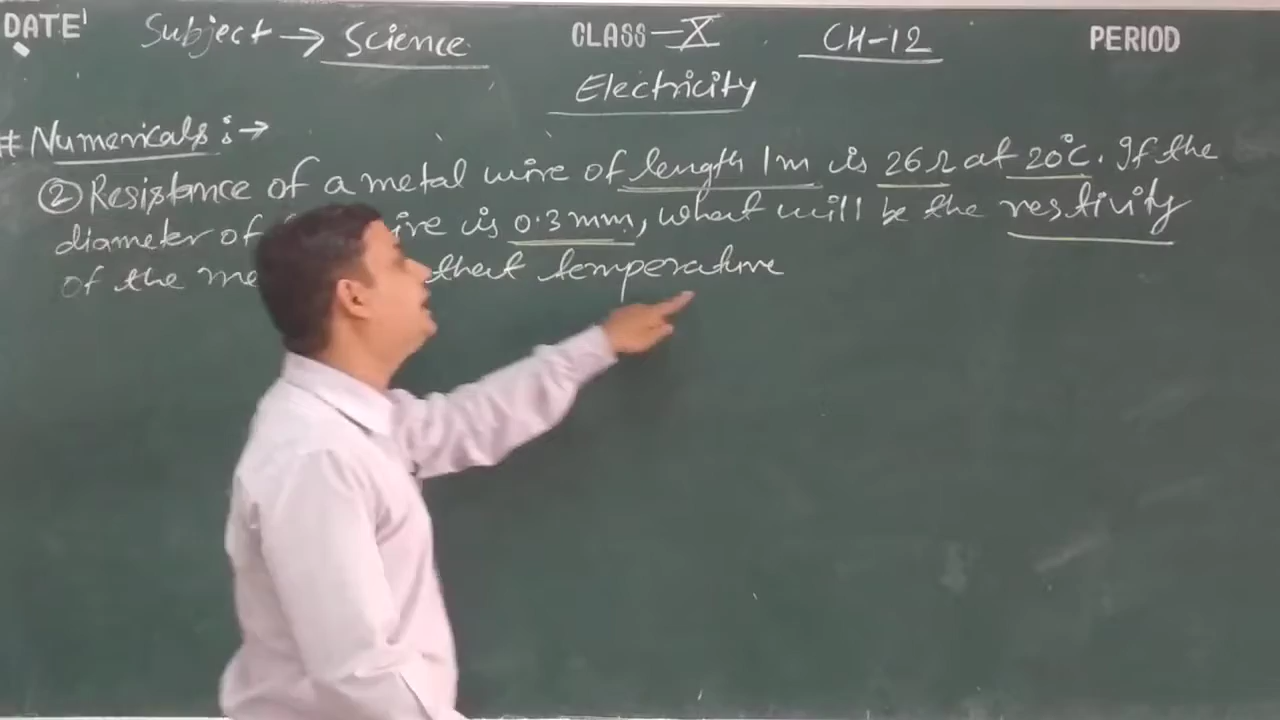 DATE Subject → Science CLASS - X CH-12 PERIOD
Electricity
# Numericals :→
② Resistance of a metal wire of length 1m is 26Ω at 20°C. If the
diameter of ire is 0.3 mm, what will be the restivity
of the me that temperature